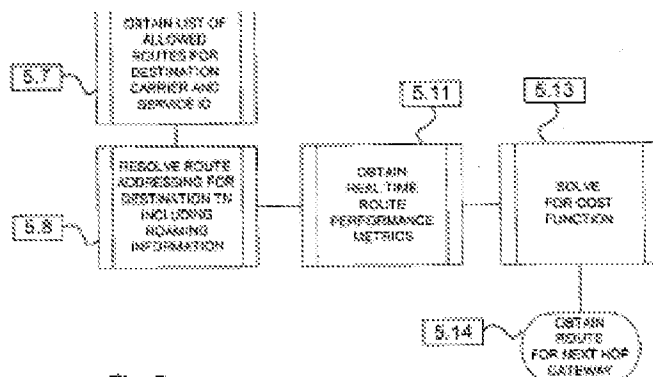 OBTAIN LIST OF
ALLOWED
ROUTES FOR
DESTINATION
CARRIER AND
SERVICE ID
5.7
5.11
5.13
RESOLVE ROUTE
ADDRESSING FOR
DESTINATION TN
INCLUDING
ROAMING
INFORMATION
5.8
OBTAIN
REAL TIME
ROUTE
PERFORMANCE
METRICS
SOLVE
FOR COST
FUNCTION
5.14
OBTAIN
ROUTE
FOR NEXT HOP
GATEWAY